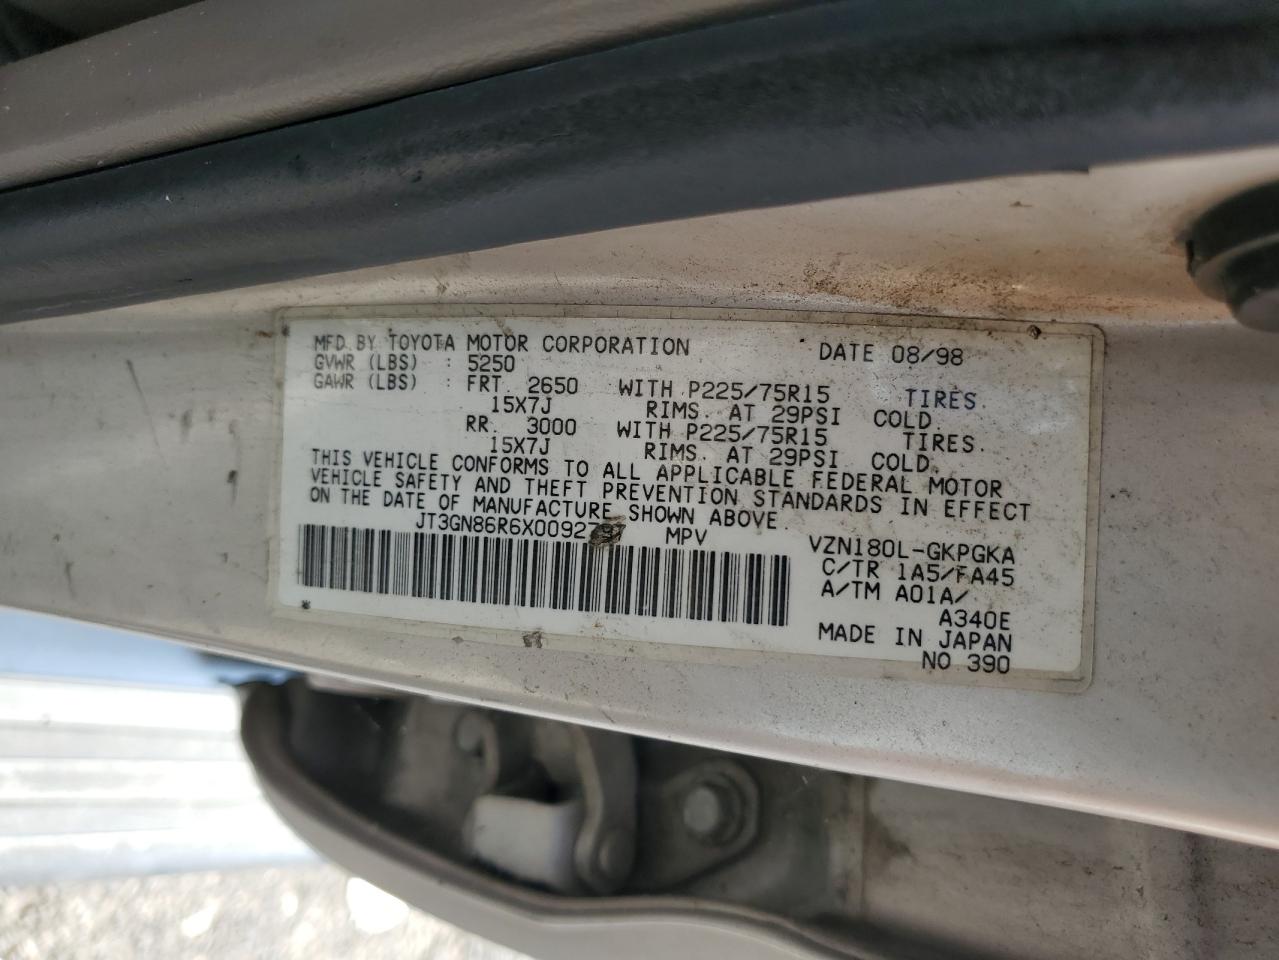 MFD. BY TOYOTA MOTOR CORPORATION DATE 08/98
GVWR (LBS) : 5250
GAWR (LBS) : FRT. 2650 WITH P225/75R15 TIRES.
15X7J RIMS. AT 29PSI COLD.
RR. 3000 WITH P225/75R15 TIRES.
15X7J RIMS. AT 29PSI COLD.
THIS VEHICLE CONFORMS TO ALL APPLICABLE FEDERAL MOTOR
VEHICLE SAFETY AND THEFT PREVENTION STANDARDS IN EFFECT
ON THE DATE OF MANUFACTURE SHOWN ABOVE
MPV
VZN180L-GKPGKA
C/TR 1A5/FA45
A/TM A01A/
A340E
MADE IN JAPAN
NO 390